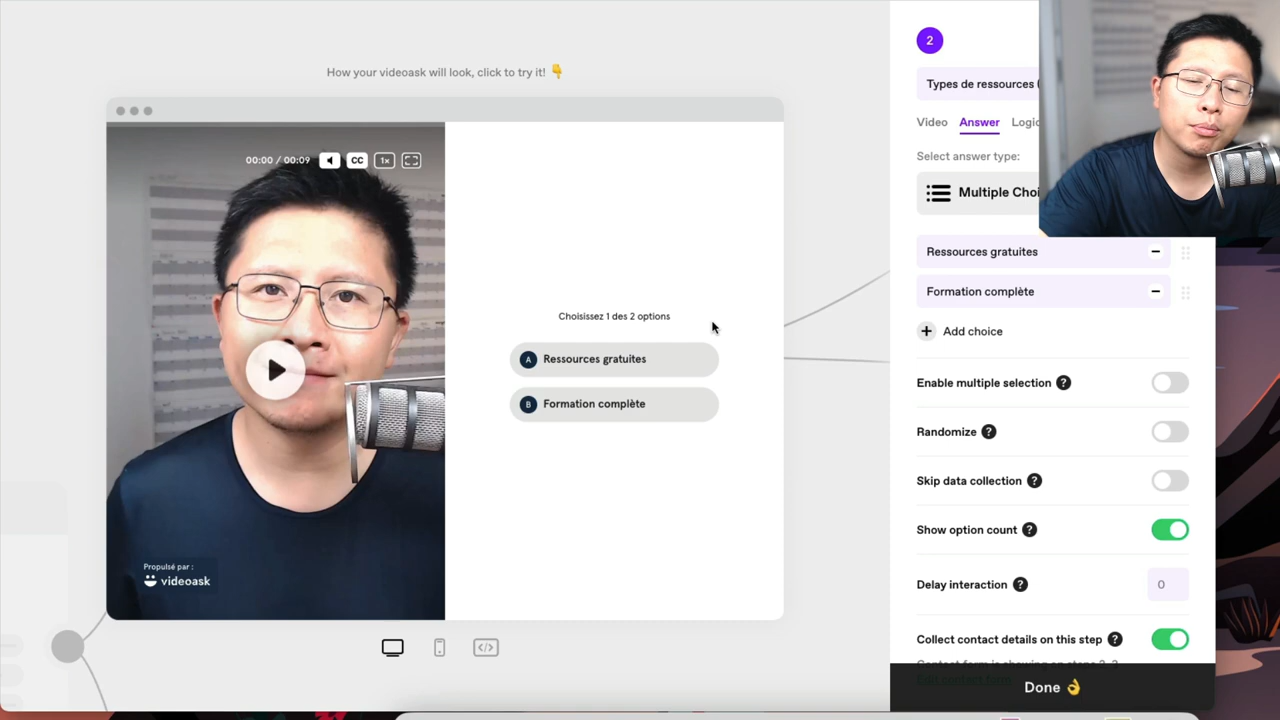 How your videoask will look, click to try it! 👇
00:00 / 00:09
CC
1x
Choisissez 1 des 2 options
A Ressources gratuites
B Formation complète
Propulsé par :
videoask
2
Types de ressources
Video Answer Logic
Select answer type:
Multiple Choi
Ressources gratuites
Formation complète
+ Add choice
Enable multiple selection ?
Randomize ?
Skip data collection ?
Show option count ?
Delay interaction ? 0
Collect contact details on this step ?
Done 👌